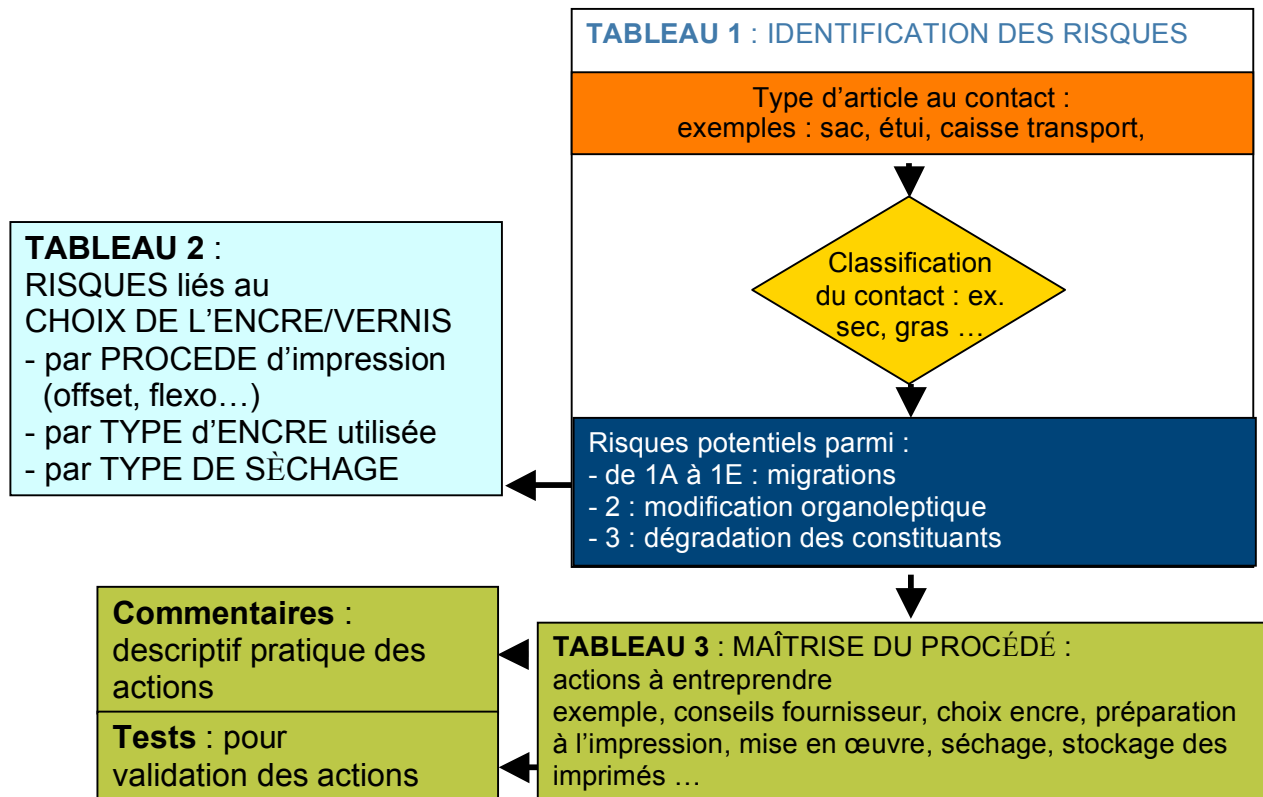 TABLEAU 1 : IDENTIFICATION DES RISQUES
Type d’article au contact :
exemples : sac, étui, caisse transport,
Classification
du contact : ex.
sec, gras …
TABLEAU 2 :
RISQUES liés au
CHOIX DE L’ENCRE/VERNIS
- par PROCEDE d’impression
(offset, flexo…)
- par TYPE d’ENCRE utilisée
- par TYPE DE SÈCHAGE
Risques potentiels parmi :
- de 1A à 1E : migrations
- 2 : modification organoleptique
- 3 : dégradation des constituants
Commentaires :
descriptif pratique des
actions
Tests : pour
validation des actions
TABLEAU 3 : MAÎTRISE DU PROCÉDÉ :
actions à entreprendre
exemple, conseils fournisseur, choix encre, préparation
à l’impression, mise en œuvre, séchage, stockage des
imprimés …